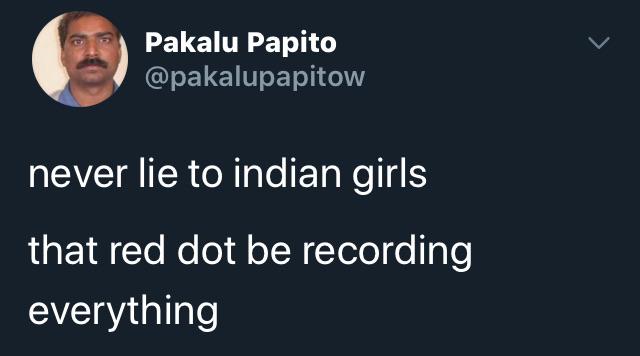 Pakalu Papito
@pakalupapitow
never lie to indian girls
that red dot be recording
everything